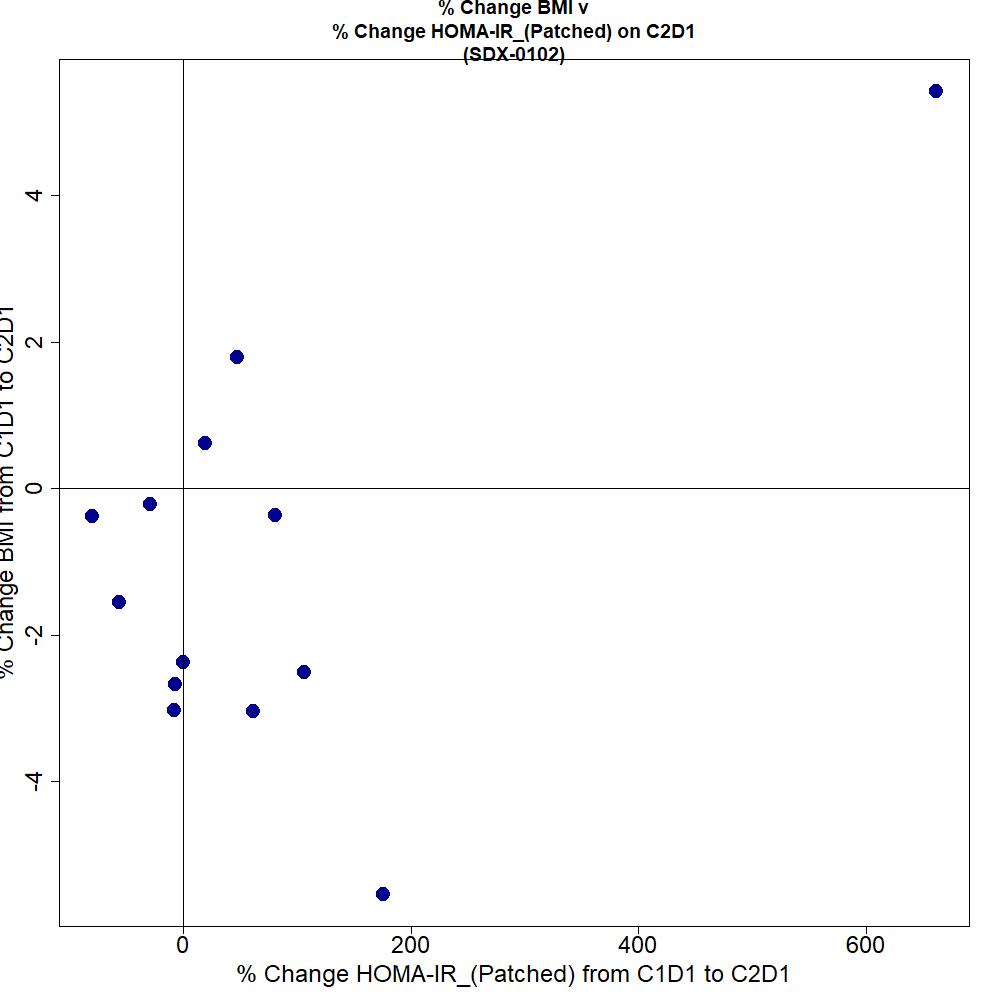 % Change BMI v
% Change HOMA-IR_(Patched) on C2D1
(SDX-0102)
% Change BMI from C1D1 to C2D1
4
2
0
-2
-4
0 200 400 600
% Change HOMA-IR_(Patched) from C1D1 to C2D1